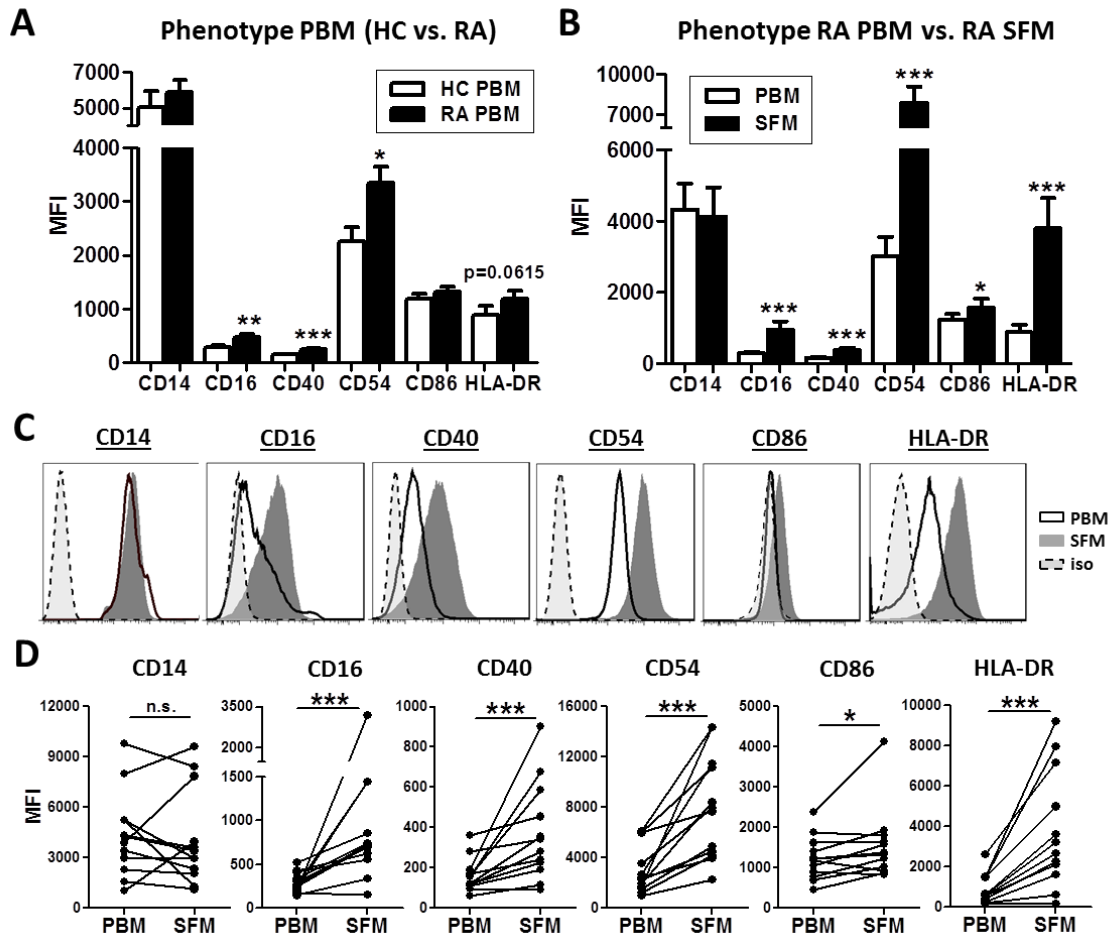 A
Phenotype PBM (HC vs. RA)
7000
6000
5000
4000
3000
2000
1000
0
MFI
HC PBM
RA PBM
**
***
*
p=0.0615
CD14 CD16 CD40 CD54 CD86 HLA-DR
B
Phenotype RA PBM vs. RA SFM
10000
8000
7000
6000
4000
2000
0
MFI
PBM
SFM
***
***
***
*
***
CD14 CD16 CD40 CD54 CD86 HLA-DR
C
CD14 CD16 CD40 CD54 CD86 HLA-DR
PBM
SFM
iso
D
CD14
12000
9000
6000
3000
0
MFI
n.s.
PBM SFM
CD16
3500
3000
2500
2000
1500
1000
500
0
***
PBM SFM
CD40
1000
800
600
400
200
0
***
PBM SFM
CD54
16000
12000
8000
4000
0
***
PBM SFM
CD86
5000
4000
3000
2000
1000
0
*
PBM SFM
HLA-DR
10000
8000
6000
4000
2000
0
***
PBM SFM